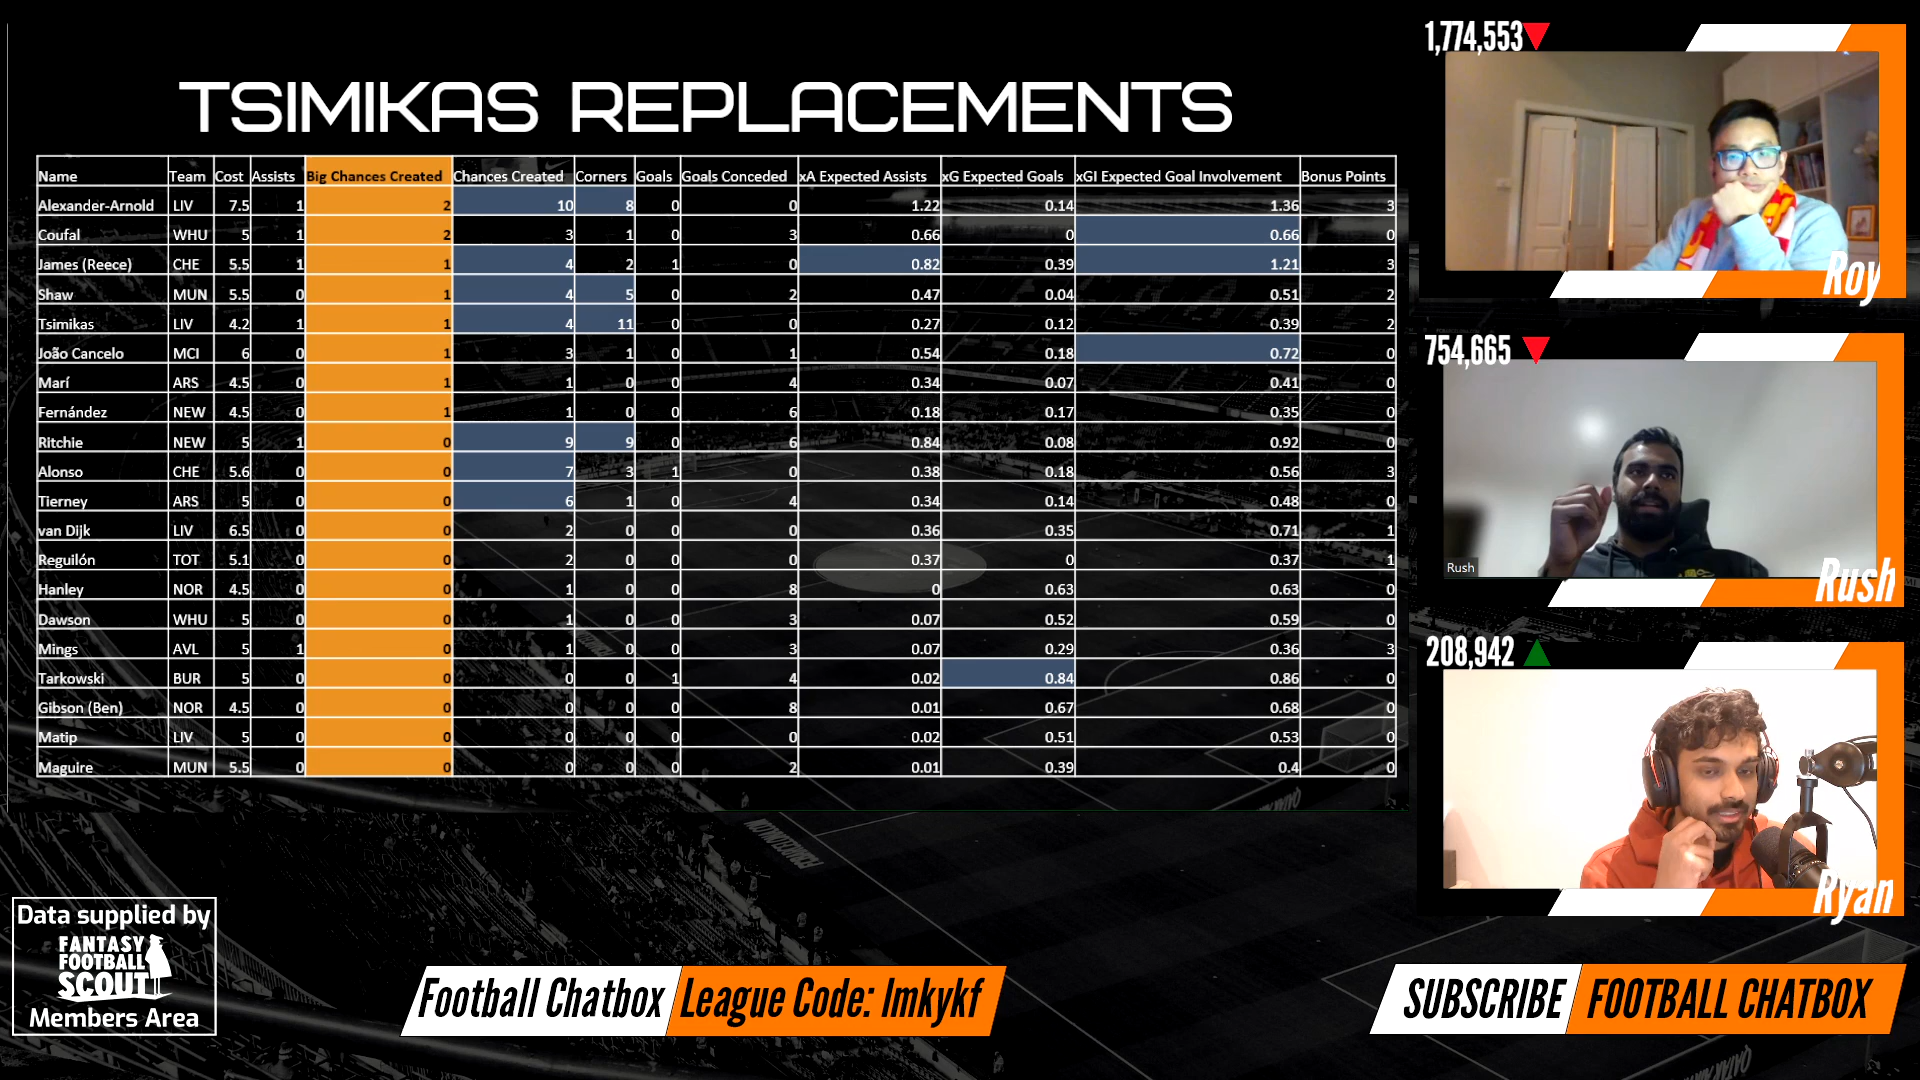 TSIMIKAS REPLACEMENTS
Name Team Cost Assists Big Chances Created Chances Created Corners Goals Goals Conceded xA Expected Assists xG Expected Goals xGI Expected Goal Involvement Bonus Points
Alexander-Arnold LIV 7.5 1 2 10 8 0 0 1.22 0.14 1.36 3
Coufal WHU 5 1 2 3 1 0 3 0.66 0 0.66 0
James (Reece) CHE 5.5 1 1 4 2 1 0 0.82 0.39 1.21 3
Shaw MUN 5.5 0 1 4 5 0 2 0.47 0.04 0.51 2
Tsimikas LIV 4.2 1 1 4 11 0 0 0.27 0.12 0.39 2
João Cancelo MCI 6 0 1 3 1 0 1 0.54 0.18 0.72 0
Marí ARS 4.5 0 1 1 0 0 4 0.34 0.07 0.41 0
Fernández NEW 4.5 0 1 1 0 0 6 0.18 0.17 0.35 0
Ritchie NEW 5 1 0 9 9 0 6 0.84 0.08 0.92 0
Alonso CHE 5.6 0 0 7 3 1 0 0.38 0.18 0.56 3
Tierney ARS 5 0 0 6 1 0 4 0.34 0.14 0.48 0
van Dijk LIV 6.5 0 0 2 0 0 0 0.36 0.35 0.71 1
Reguilón TOT 5.1 0 0 2 0 0 0 0.37 0 0.37 1
Hanley NOR 4.5 0 0 1 0 0 8 0 0.63 0.63 0
Dawson WHU 5 0 0 1 0 0 3 0.07 0.52 0.59 0
Mings AVL 5 1 0 1 0 0 3 0.07 0.29 0.36 3
Tarkowski BUR 5 0 0 0 0 1 4 0.02 0.84 0.86 0
Gibson (Ben) NOR 4.5 0 0 0 0 0 8 0.01 0.67 0.68 0
Matip LIV 5 0 0 0 0 0 0 0.02 0.51 0.53 0
Maguire MUN 5.5 0 0 0 0 0 2 0.01 0.39 0.4 0
1,774,553
Roy
754,665
Rush
Rush
208,942
Ryan
Data supplied by
FANTASY
FOOTBALL
SCOUT
Members Area
Football Chatbox League Code: lmkykf
SUBSCRIBE FOOTBALL CHATBOX